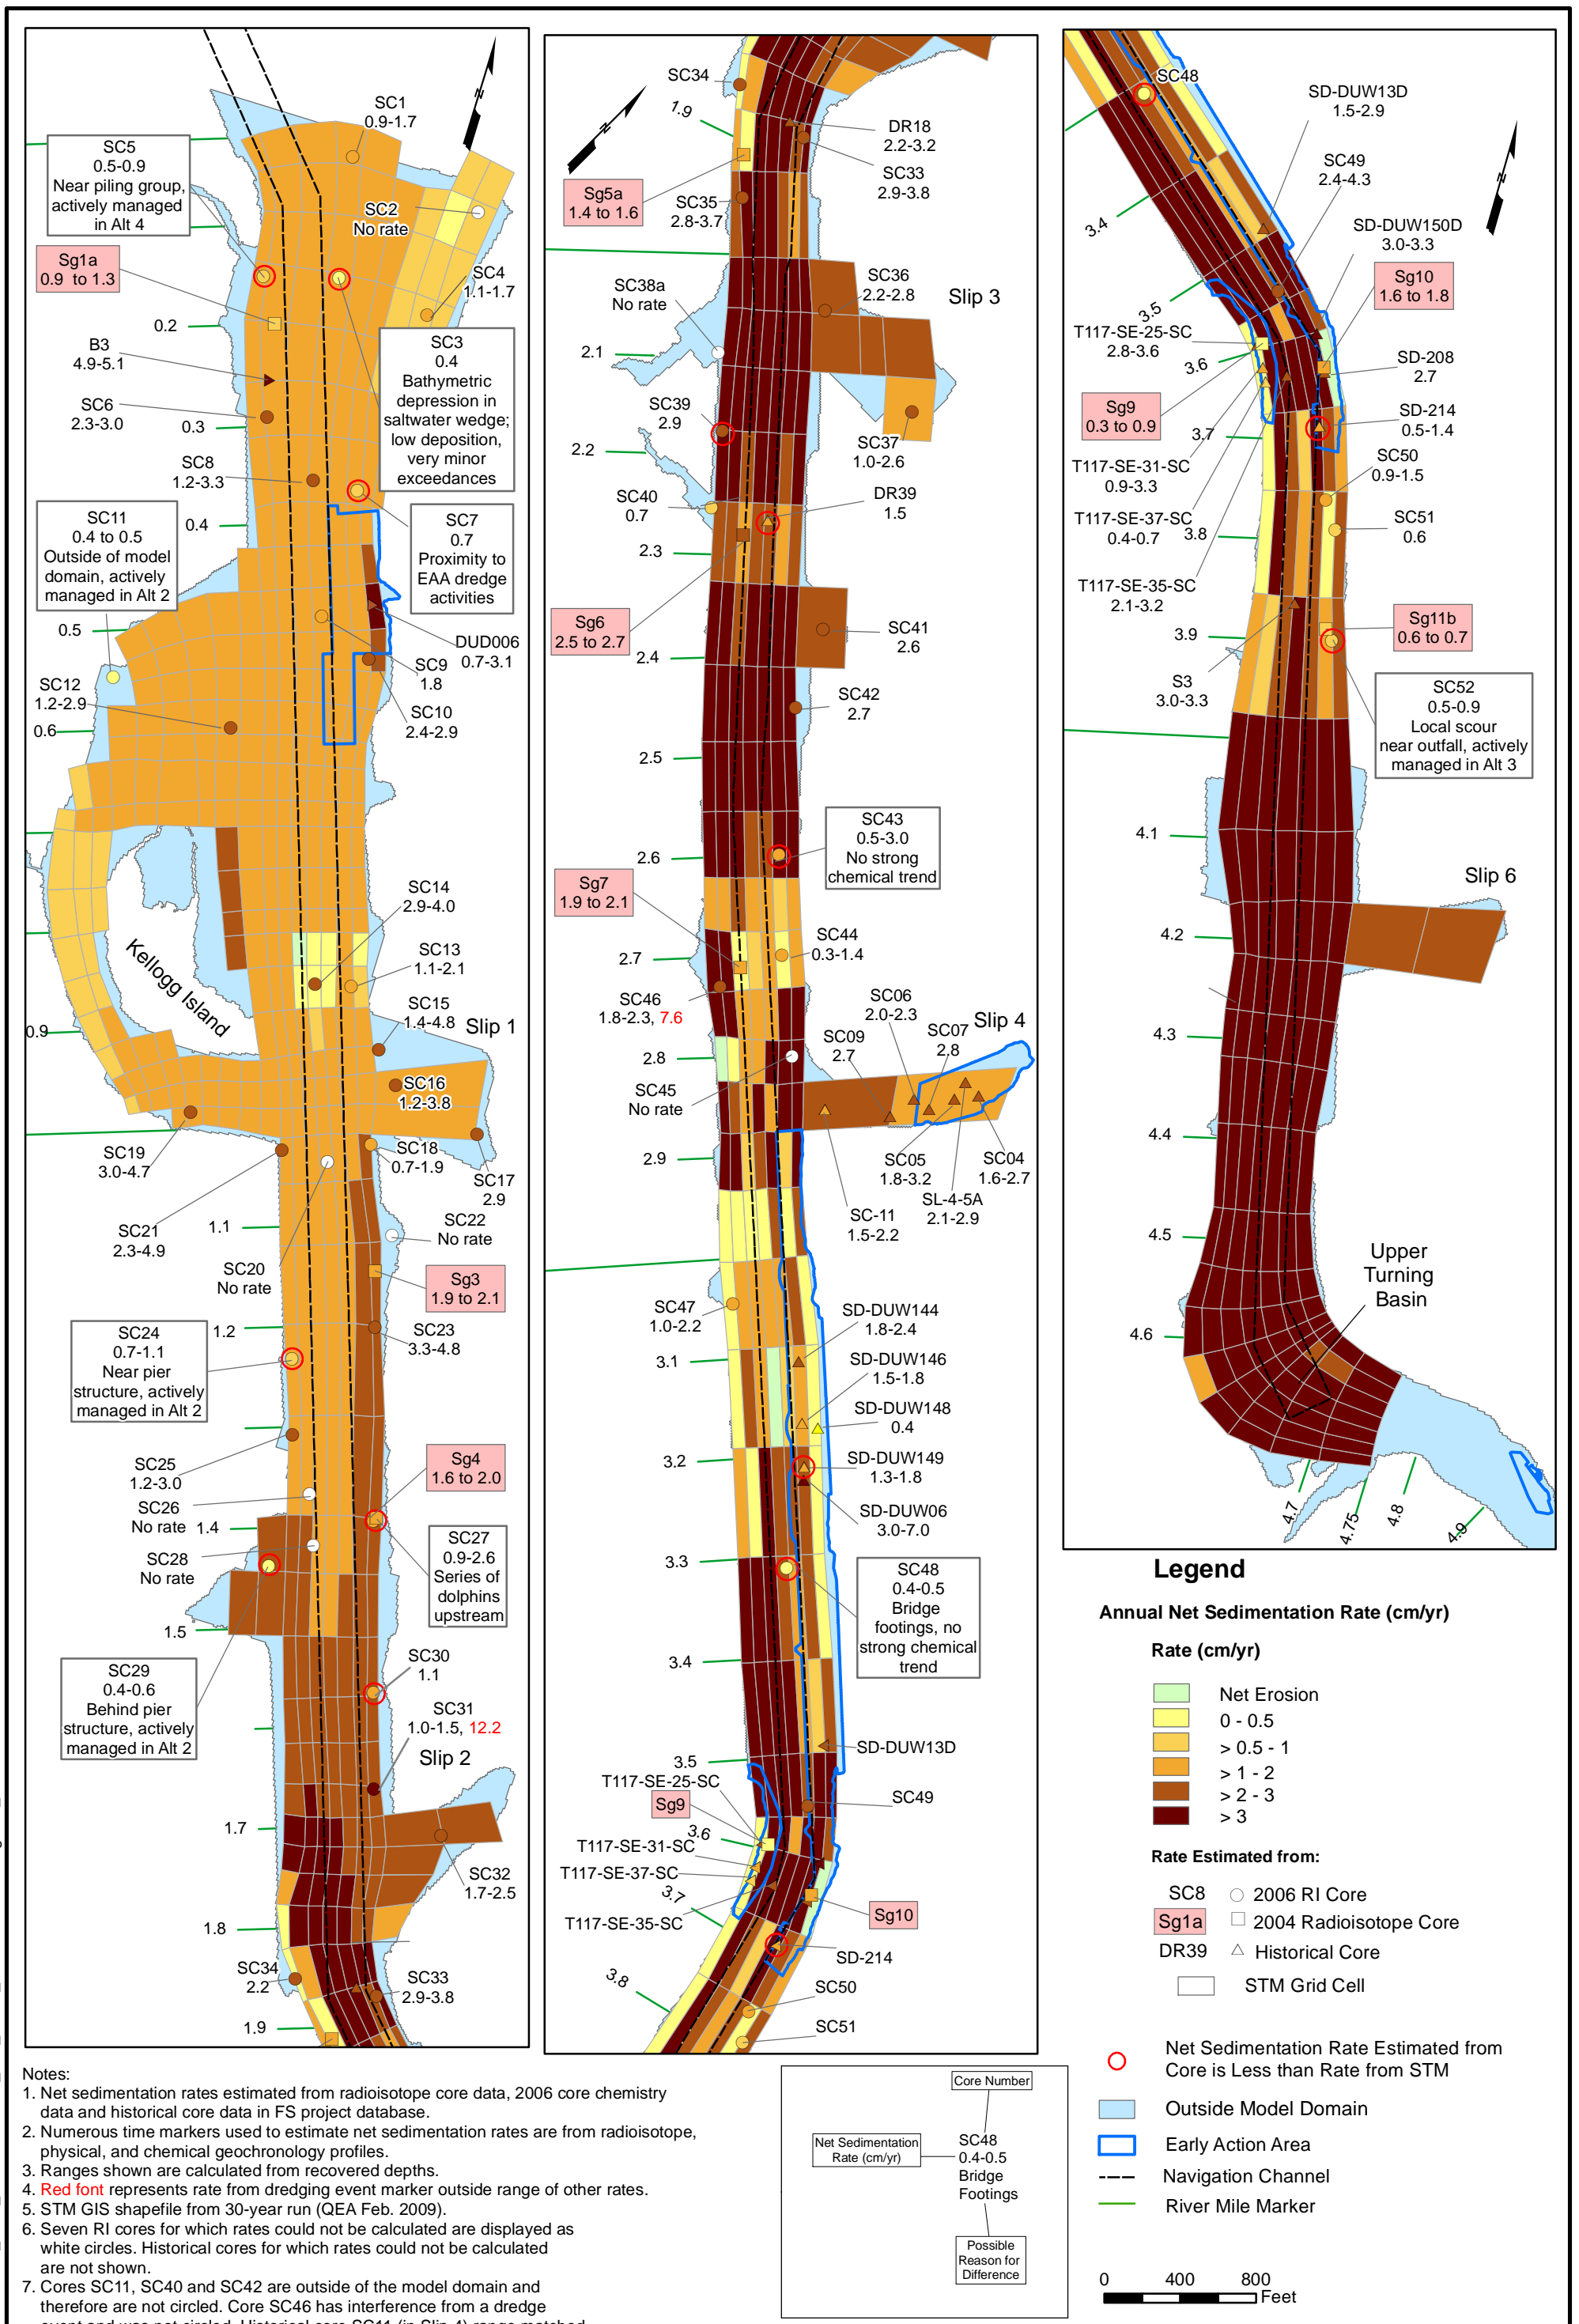 SC1
0.9-1.7
SC5
0.5-0.9
Near piling group,
actively managed
in Alt 4
SC2
No rate
Sg1a
0.9 to 1.3
SC4
1.1-1.7
0.2
B3
4.9-5.1
SC3
0.4
Bathymetric
depression in
saltwater wedge;
low deposition,
very minor
exceedances
SC6
2.3-3.0
0.3
SC8
1.2-3.3
SC11
0.4 to 0.5
Outside of model
domain, actively
managed in Alt 2
0.4
SC7
0.7
Proximity to
EAA dredge
activities
0.5
DUD006
0.7-3.1
SC9
1.8
SC12
1.2-2.9
SC10
2.4-2.9
0.6
SC14
2.9-4.0
SC13
1.1-2.1
Kellogg Island
SC15
1.4-4.8
Slip 1
0.9
SC16
1.2-3.8
SC19
3.0-4.7
SC18
0.7-1.9
SC17
2.9
SC21
2.3-4.9
1.1
SC22
No rate
SC20
No rate
Sg3
1.9 to 2.1
SC24
0.7-1.1
Near pier
structure, actively
managed in Alt 2
1.2
SC23
3.3-4.8
SC25
1.2-3.0
Sg4
1.6 to 2.0
SC26
No rate
1.4
SC28
No rate
SC27
0.9-2.6
Series of
dolphins
upstream
1.5
SC29
0.4-0.6
Behind pier
structure, actively
managed in Alt 2
SC30
1.1
SC31
1.0-1.5, 12.2
Slip 2
1.7
SC32
1.7-2.5
1.8
SC34
2.2
SC33
2.9-3.8
1.9
N
SC34
1.9
DR18
2.2-3.2
SC33
2.9-3.8
Sg5a
1.4 to 1.6
SC35
2.8-3.7
SC38a
No rate
SC36
2.2-2.8
Slip 3
2.1
SC39
2.9
SC37
1.0-2.6
2.2
SC40
0.7
DR39
1.5
2.3
Sg6
2.5 to 2.7
SC41
2.6
2.4
SC42
2.7
2.5
SC43
0.5-3.0
No strong
chemical trend
2.6
Sg7
1.9 to 2.1
SC44
0.3-1.4
2.7
SC46
1.8-2.3, 7.6
SC06
2.0-2.3
SC07
2.8
Slip 4
SC09
2.7
2.8
SC45
No rate
2.9
SC05
1.8-3.2
SC04
1.6-2.7
SL-4-5A
2.1-2.9
SC-11
1.5-2.2
SC47
1.0-2.2
SD-DUW144
1.8-2.4
3.1
SD-DUW146
1.5-1.8
SD-DUW148
0.4
3.2
SD-DUW149
1.3-1.8
SD-DUW06
3.0-7.0
3.3
SC48
0.4-0.5
Bridge
footings, no
strong chemical
trend
3.4
SD-DUW13D
3.5
T117-SE-25-SC
Sg9
SC49
3.6
T117-SE-31-SC
T117-SE-37-SC
3.7
T117-SE-35-SC
Sg10
SD-214
3.8
SC50
SC51
N
SC48
SD-DUW13D
1.5-2.9
SC49
2.4-4.3
3.4
SD-DUW150D
3.0-3.3
Sg10
1.6 to 1.8
3.5
T117-SE-25-SC
2.8-3.6
3.6
SD-208
2.7
Sg9
0.3 to 0.9
SD-214
0.5-1.4
3.7
T117-SE-31-SC
0.9-3.3
SC50
0.9-1.5
T117-SE-37-SC
0.4-0.7
3.8
SC51
0.6
T117-SE-35-SC
2.1-3.2
Sg11b
0.6 to 0.7
3.9
S3
3.0-3.3
SC52
0.5-0.9
Local scour
near outfall, actively
managed in Alt 3
4.1
Slip 6
4.2
4.3
4.4
4.5
Upper
Turning
Basin
4.6
4.7
4.75
4.8
4.9
N
Legend
Annual Net Sedimentation Rate (cm/yr)
Rate (cm/yr)
Net Erosion
0 - 0.5
> 0.5 - 1
> 1 - 2
> 2 - 3
> 3
Rate Estimated from:
SC8 2006 RI Core
Sg1a 2004 Radioisotope Core
DR39 Historical Core
STM Grid Cell
Net Sedimentation Rate Estimated from
Core is Less than Rate from STM
Outside Model Domain
Early Action Area
Navigation Channel
River Mile Marker
0 400 800
Feet
Notes:
1. Net sedimentation rates estimated from radioisotope core data, 2006 core chemistry
data and historical core data in FS project database.
2. Numerous time markers used to estimate net sedimentation rates are from radioisotope,
physical, and chemical geochronology profiles.
3. Ranges shown are calculated from recovered depths.
4. Red font represents rate from dredging event marker outside range of other rates.
5. STM GIS shapefile from 30-year run (QEA Feb. 2009).
6. Seven RI cores for which rates could not be calculated are displayed as
white circles. Historical cores for which rates could not be calculated
are not shown.
7. Cores SC11, SC40 and SC42 are outside of the model domain and
therefore are not circled. Core SC46 has interference from a dredge
event and was not circled. Historical core SC11 (in Slip 4) range matched
Core Number
Net Sedimentation
Rate (cm/yr)
SC48
0.4-0.5
Bridge
Footings
Possible
Reason for
Difference